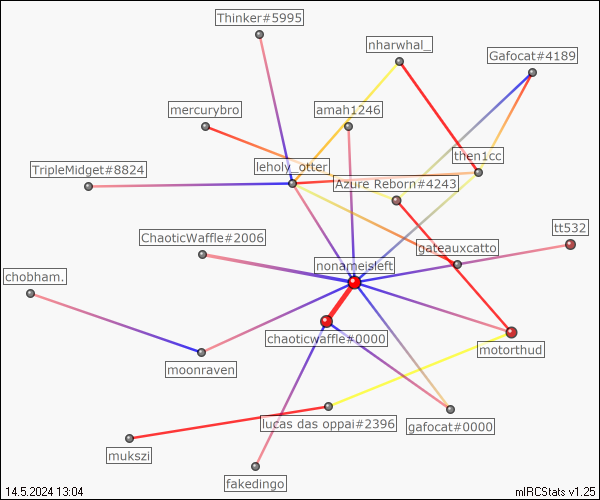 Thinker#5995
nharwhal_
Gafocat#4189
mercurybro
amah1246
then1cc
TripleMidget#8824
leholy_otter
Azure Reborn#4243
tt532
ChaoticWaffle#2006
gateauxcatto
nonameisleft
chobham.
chaoticwaffle#0000
motorthud
moonraven
lucas das oppai#2396
gafocat#0000
mukszi
fakedingo
14.5.2024 13:04
mIRCStats v1.25